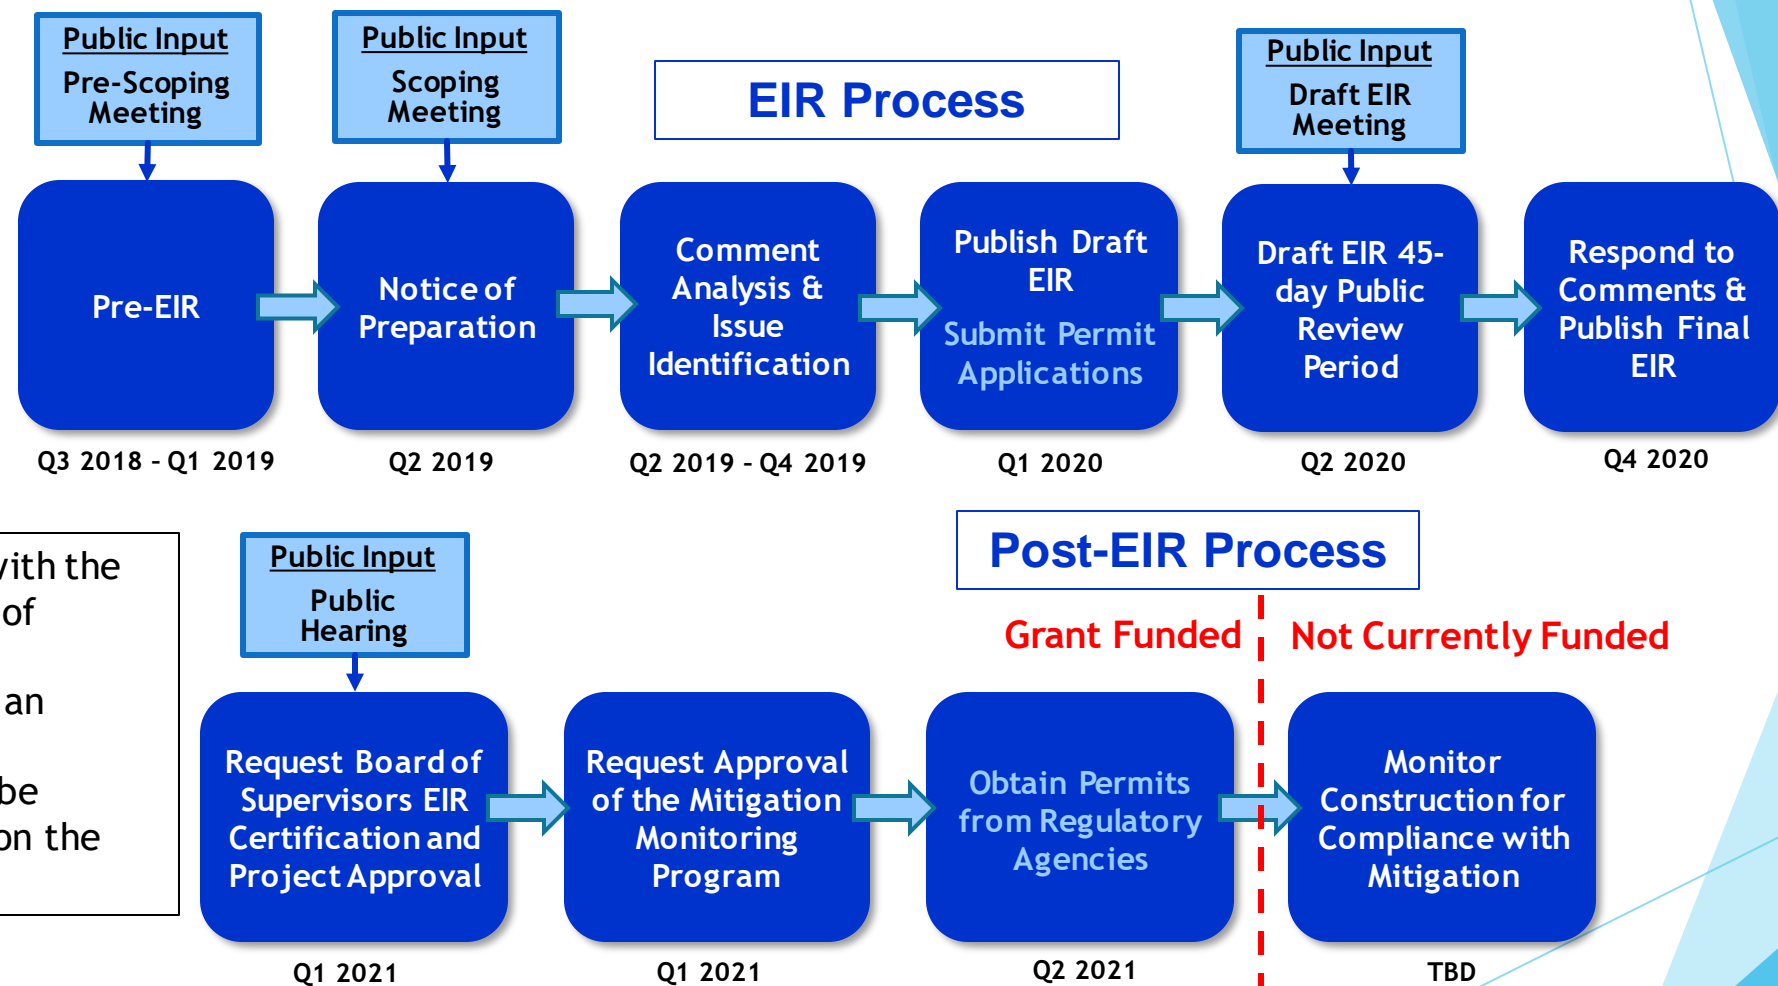 Public Input
Pre-Scoping
Meeting
Public Input
Scoping
Meeting
EIR Process
Public Input
Draft EIR
Meeting
Pre-EIR
Notice of
Preparation
Comment
Analysis &
Issue
Identification
Publish Draft
EIR
Submit Permit
Applications
Draft EIR 45-
day Public
Review
Period
Respond to
Comments &
Publish Final
EIR
Q3 2018 – Q1 2019
Q2 2019
Q2 2019 – Q4 2019
Q1 2020
Q2 2020
Q4 2020
with the
of
an
be
on the
Public Input
Public
Hearing
Post-EIR Process
Grant Funded
Not Currently Funded
Request Board of
Supervisors EIR
Certification and
Project Approval
Request Approval
of the Mitigation
Monitoring
Program
Obtain Permits
from Regulatory
Agencies
Monitor
Construction for
Compliance with
Mitigation
Q1 2021
Q1 2021
Q2 2021
TBD